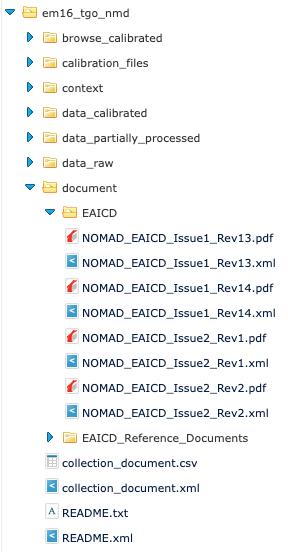 em16_tgo_nmd
browse_calibrated
calibration_files
context
data_calibrated
data_partially_processed
data_raw
document
EAICD
NOMAD_EAICD_Issue1_Rev13.pdf
NOMAD_EAICD_Issue1_Rev13.xml
NOMAD_EAICD_Issue1_Rev14.pdf
NOMAD_EAICD_Issue1_Rev14.xml
NOMAD_EAICD_Issue2_Rev1.pdf
NOMAD_EAICD_Issue2_Rev1.xml
NOMAD_EAICD_Issue2_Rev2.pdf
NOMAD_EAICD_Issue2_Rev2.xml
EAICD_Reference_Documents
collection_document.csv
collection_document.xml
README.txt
README.xml